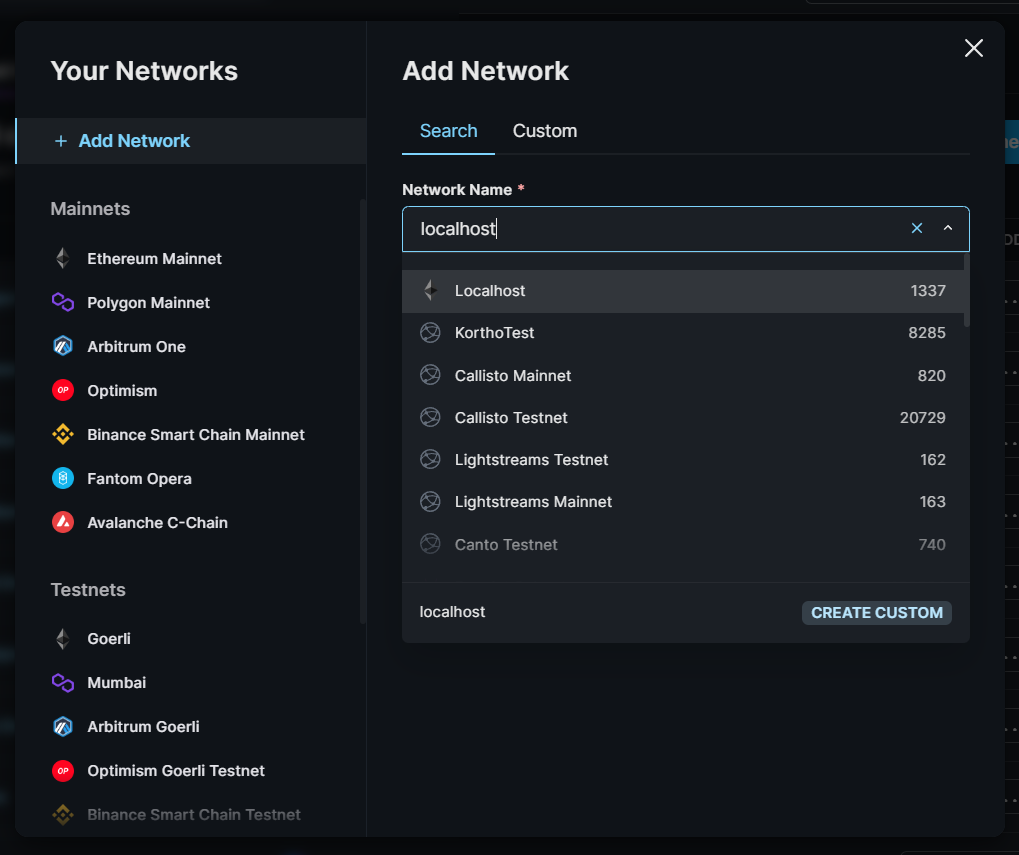 Your Networks
+ Add Network
Mainnets
Ethereum Mainnet
Polygon Mainnet
Arbitrum One
OP Optimism
Binance Smart Chain Mainnet
Fantom Opera
Avalanche C-Chain
Testnets
Goerli
Mumbai
Arbitrum Goerli
OP Optimism Goerli Testnet
Binance Smart Chain Testnet
Add Network
Search Custom
Network Name *
localhost
Localhost 1337
KorthoTest 8285
Callisto Mainnet 820
Callisto Testnet 20729
Lightstreams Testnet 162
Lightstreams Mainnet 163
Canto Testnet 740
localhost CREATE CUSTOM